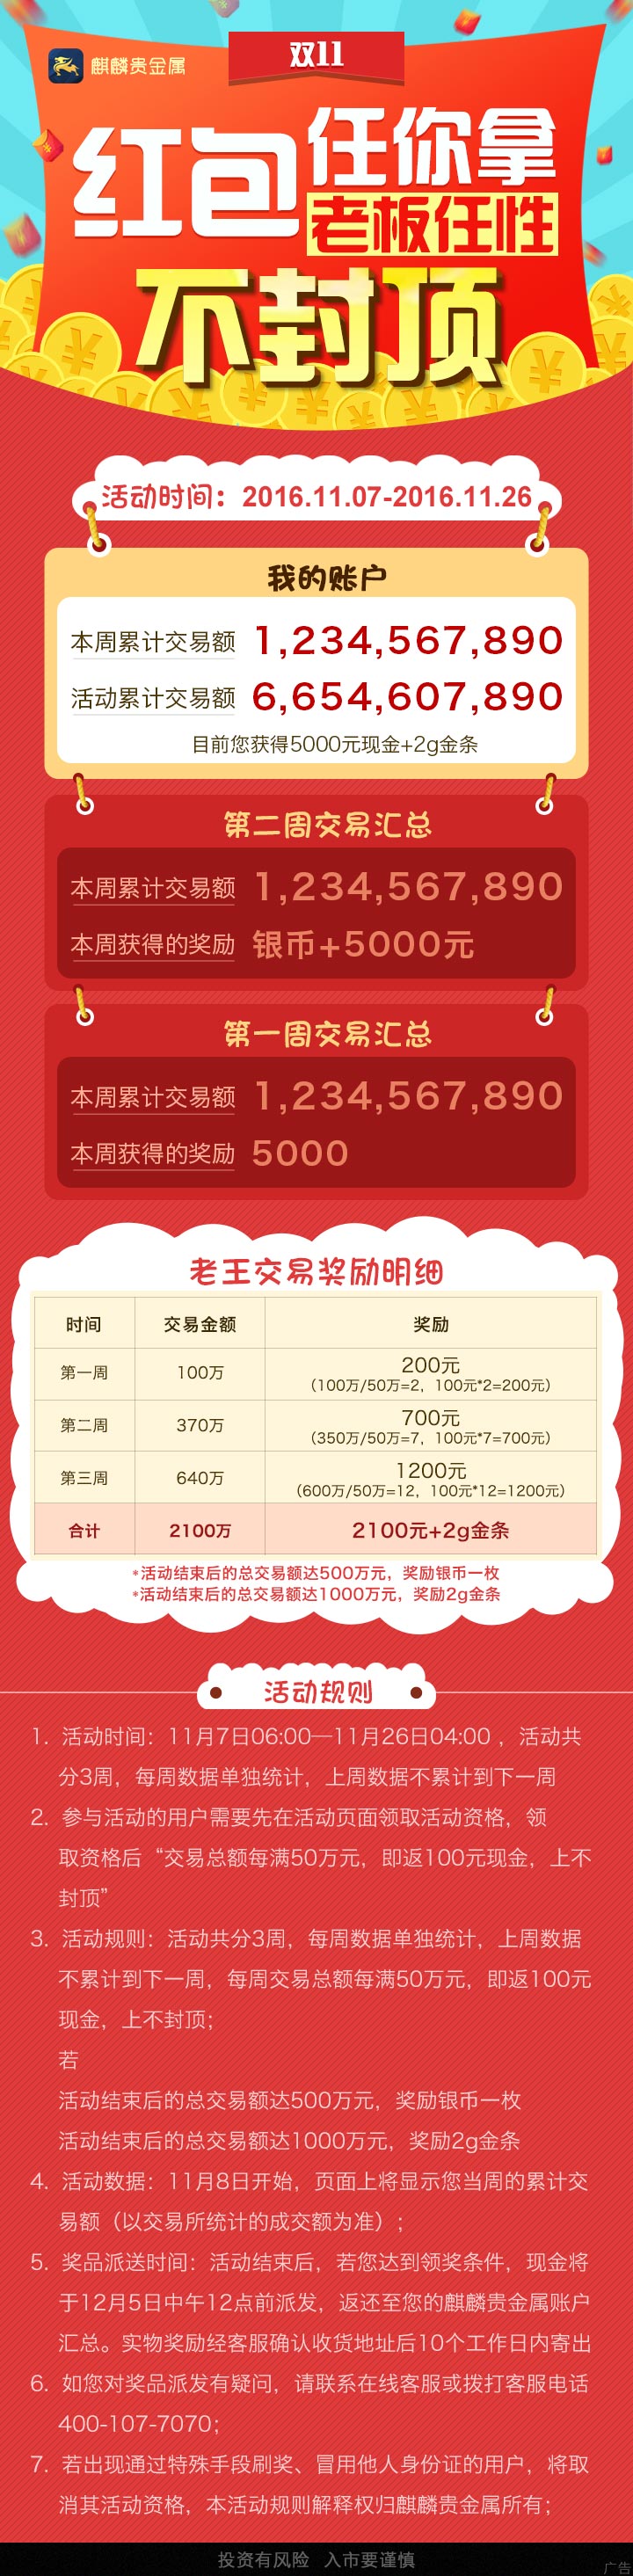 双11
麒麟贵金属
红包任你拿
老板任性
不封顶
活动时间：2016.11.07-2016.11.26
我的账户
本周累计交易额 1,234,567,890
活动累计交易额 6,654,607,890
目前您获得5000元现金+2g金条
第二周交易汇总
本周累计交易额 1,234,567,890
本周获得的奖励 银币+5000元
第一周交易汇总
本周累计交易额 1,234,567,890
本周获得的奖励 5000
老王交易奖励明细
时间 交易金额 奖励
第一周 100万 200元
（100万/50万=2，100元*2=200元）
第二周 370万 700元
（350万/50万=7，100元*7=700元）
第三周 640万 1200元
（600万/50万=12，100元*12=1200元）
合计 2100万 2100元+2g金条
*活动结束后的总交易额达500万元，奖励银币一枚
*活动结束后的总交易额达1000万元，奖励2g金条
活动规则
1. 活动时间：11月7日06:00—11月26日04:00 ，活动共
分3周，每周数据单独统计，上周数据不累计到下一周
2. 参与活动的用户需要先在活动页面领取活动资格，领
取资格后“交易总额每满50万元，即返100元现金，上不
封顶”
3. 活动规则：活动共分3周，每周数据单独统计，上周数据
不累计到下一周，每周交易总额每满50万元，即返100元
现金，上不封顶；
若
活动结束后的总交易额达500万元，奖励银币一枚
活动结束后的总交易额达1000万元，奖励2g金条
4. 活动数据：11月8日开始，页面上将显示您当周的累计交
易额（以交易所统计的成交额为准）；
5. 奖品派送时间：活动结束后，若您达到领奖条件，现金将
于12月5日中午12点前派发，返还至您的麒麟贵金属账户
汇总。实物奖励经客服确认收货地址后10个工作日内寄出
6. 如您对奖品派发有疑问，请联系在线客服或拨打客服电话
400-107-7070；
7. 若出现通过特殊手段刷奖、冒用他人身份证的用户，将取
消其活动资格，本活动规则解释权归麒麟贵金属所有；
投资有风险 入市要谨慎
广告